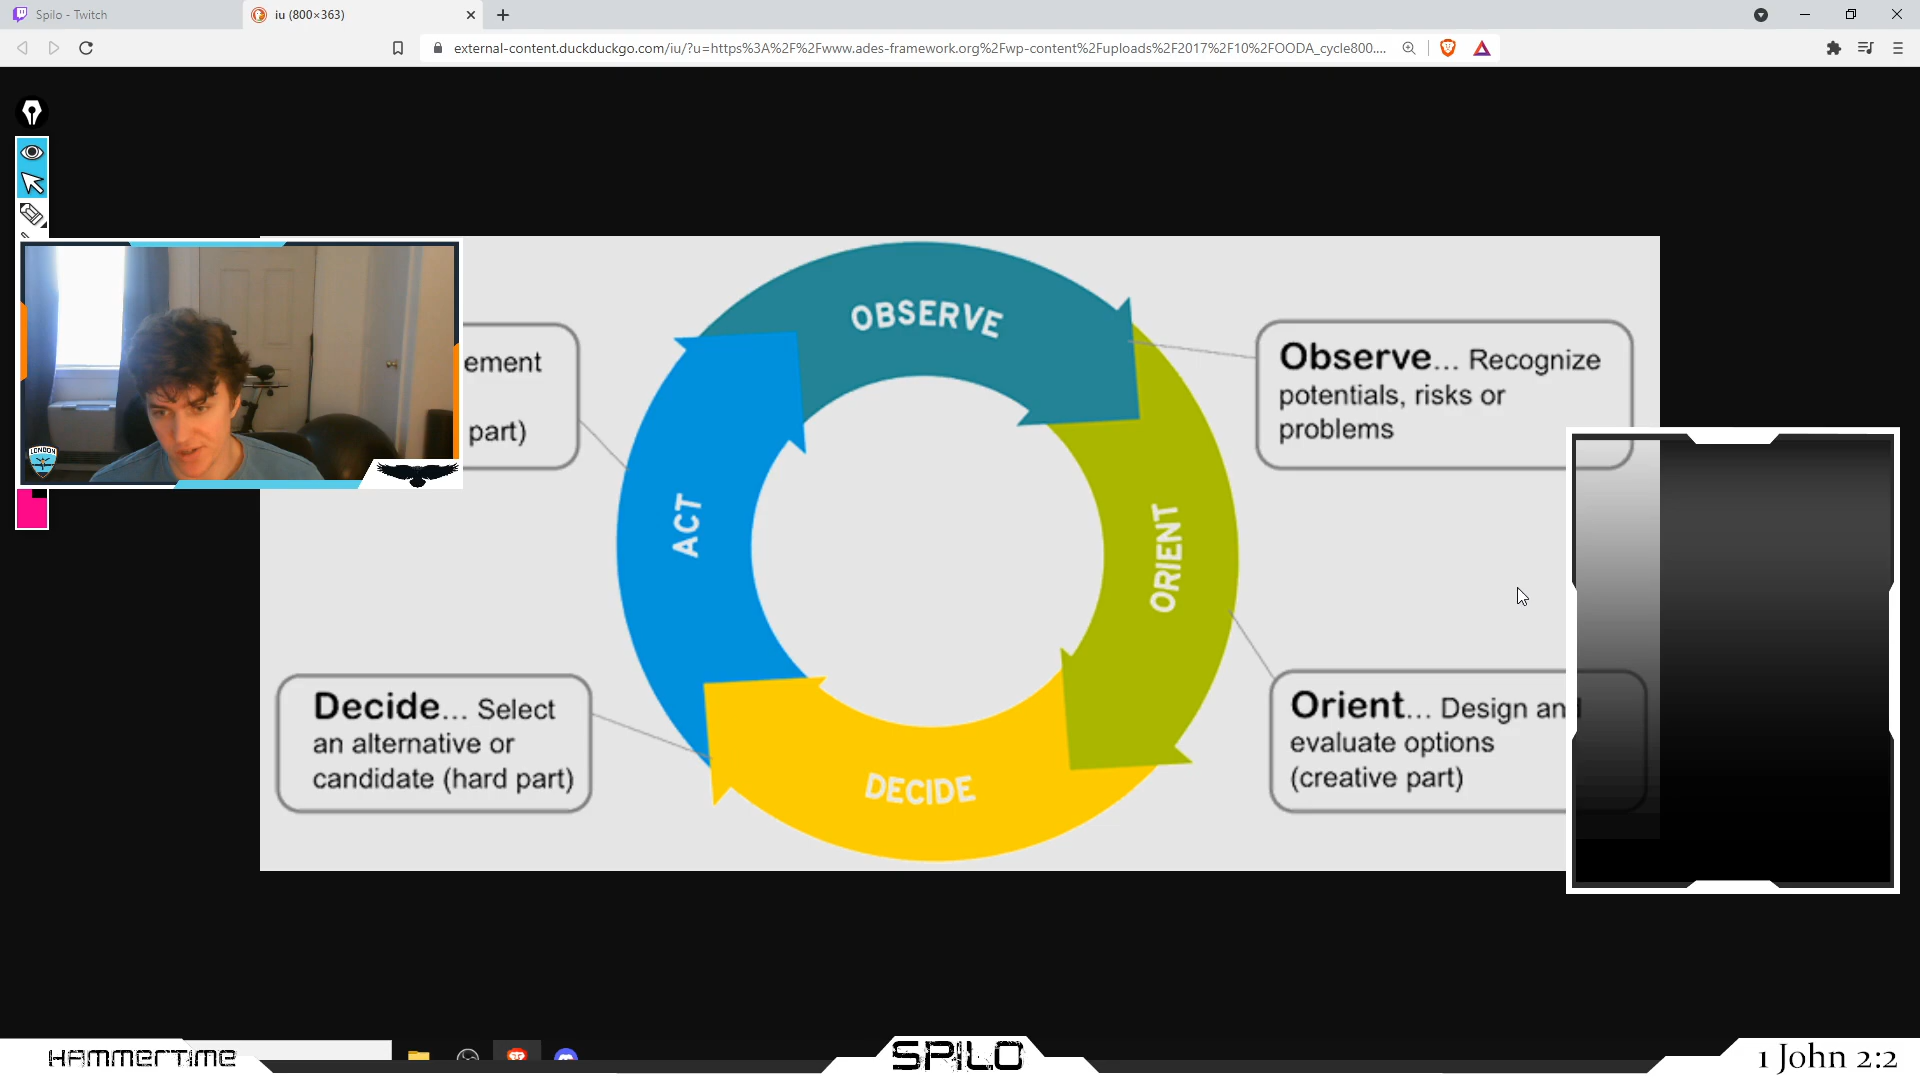 Spilo - Twitch
iu (800×363)
external-content.duckduckgo.com/iu/?u=https%3A%2F%2Fwww.ades-framework.org%2Fwp-content%2Fuploads%2F2017%2F10%2FOODA_cycle800....
OBSERVE
ement
part)
Observe... Recognize
potentials, risks or
problems
LONDON
ACT
ORIENT
Decide... Select
an alternative or
candidate (hard part)
Orient... Design and
evaluate options
(creative part)
DECIDE
HAMMERTIME
SPILO
1 John 2:2